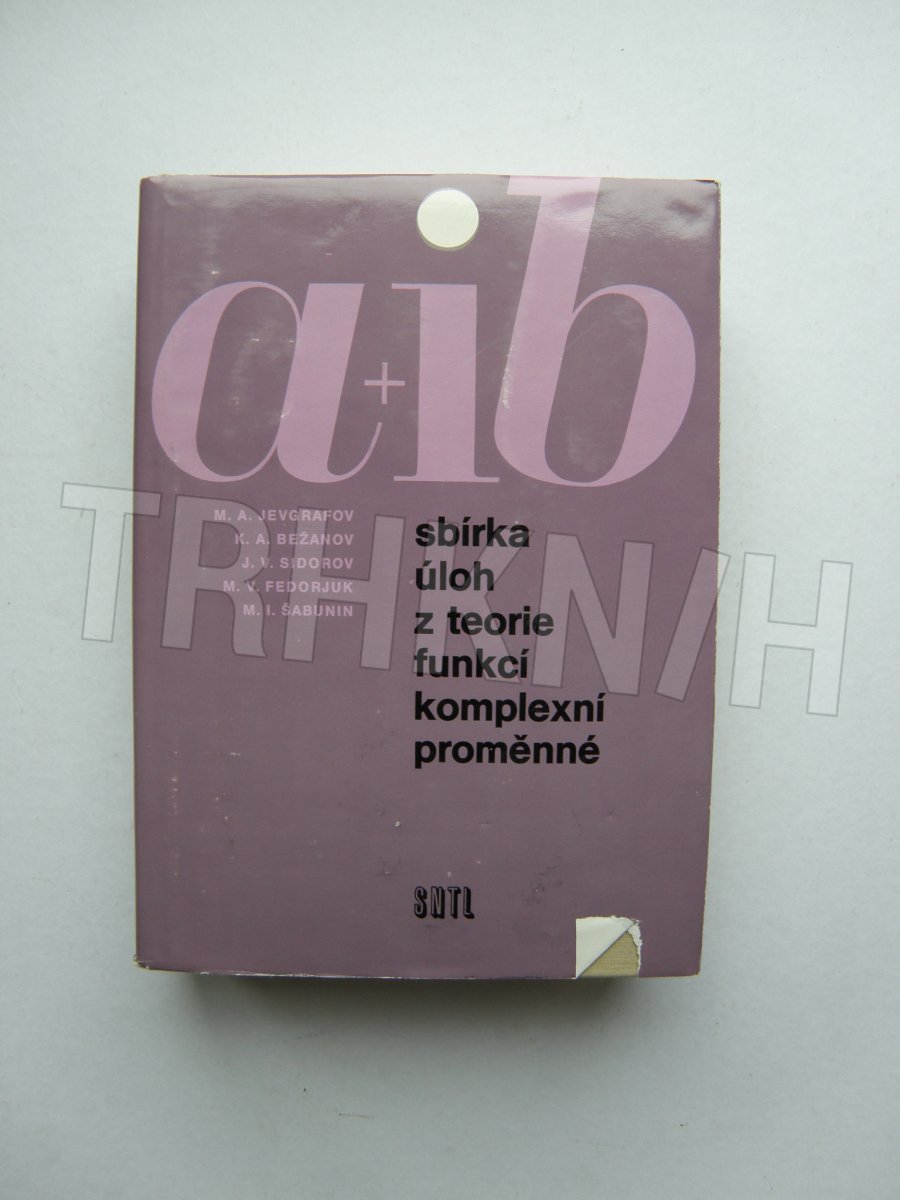 a+ib
M. A. JEVGRAFOV
K. A. BEŽANOV
J. V. SIDOROV
M. V. FEDORJUK
M. I. ŠABUNIN
sbírka
úloh
z teorie
funkcí
komplexní
proměnné
SNTL
TRHKNIH